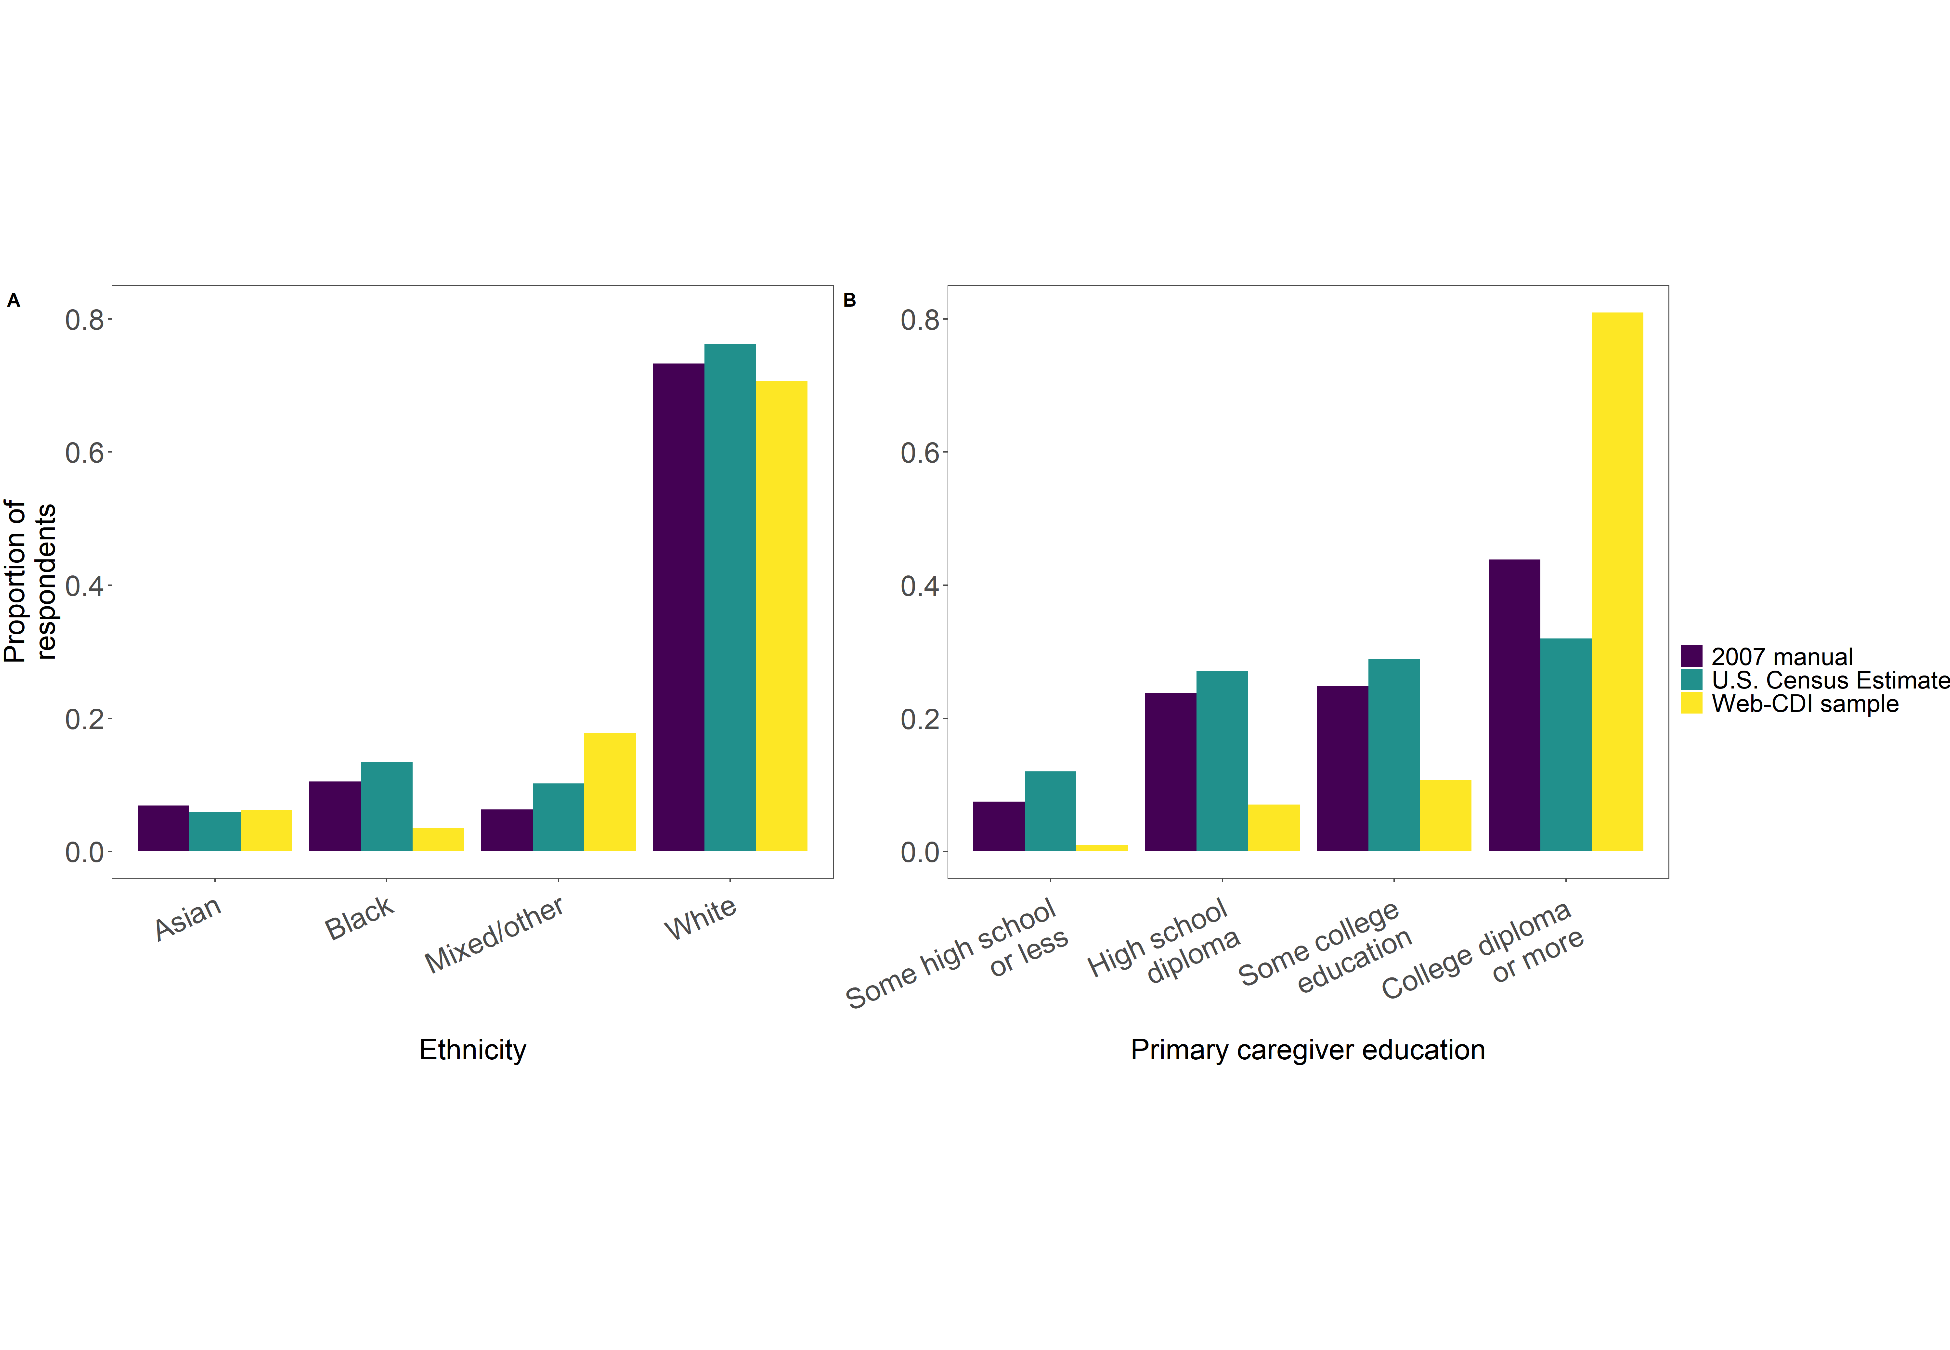 A
0.8
0.6
0.4
0.2
0.0
Proportion of
respondents
Asian
Black
Mixed/other
White
Ethnicity
B
0.8
0.6
0.4
0.2
0.0
Some high school
or less
High school
diploma
Some college
education
College diploma
or more
Primary caregiver education
2007 manual
U.S. Census Estimate
Web-CDI sample